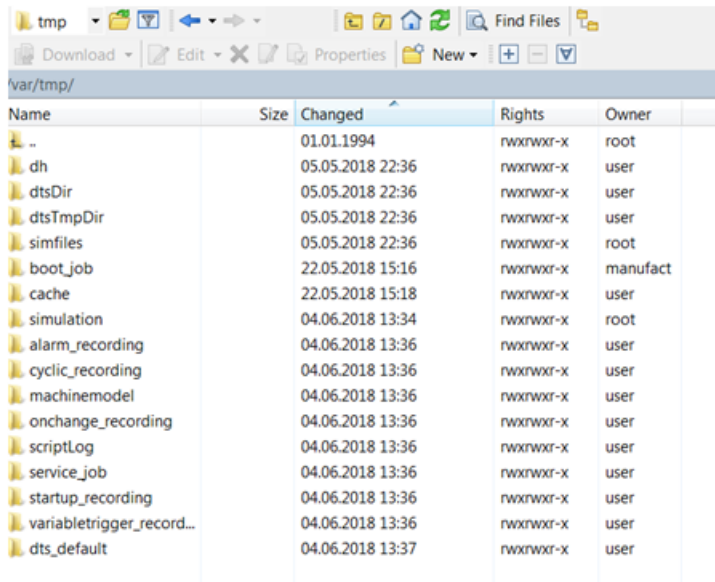 tmp Find Files
Download Edit Properties New
/var/tmp/
Name Size Changed Rights Owner
.. 01.01.1994 rwxrwxr-x root
dh 05.05.2018 22:36 rwxrwxr-x user
dtsDir 05.05.2018 22:36 rwxrwxr-x user
dtsTmpDir 05.05.2018 22:36 rwxrwxr-x user
simfiles 05.05.2018 22:36 rwxrwxr-x root
boot_job 22.05.2018 15:16 rwxrwxr-x manufact
cache 22.05.2018 15:18 rwxrwxr-x user
simulation 04.06.2018 13:34 rwxrwxr-x root
alarm_recording 04.06.2018 13:36 rwxrwxr-x user
cyclic_recording 04.06.2018 13:36 rwxrwxr-x user
machinemodel 04.06.2018 13:36 rwxrwxr-x user
onchange_recording 04.06.2018 13:36 rwxrwxr-x user
scriptLog 04.06.2018 13:36 rwxrwxr-x user
service_job 04.06.2018 13:36 rwxrwxr-x user
startup_recording 04.06.2018 13:36 rwxrwxr-x user
variabletrigger_record... 04.06.2018 13:36 rwxrwxr-x user
dts_default 04.06.2018 13:37 rwxrwxr-x user